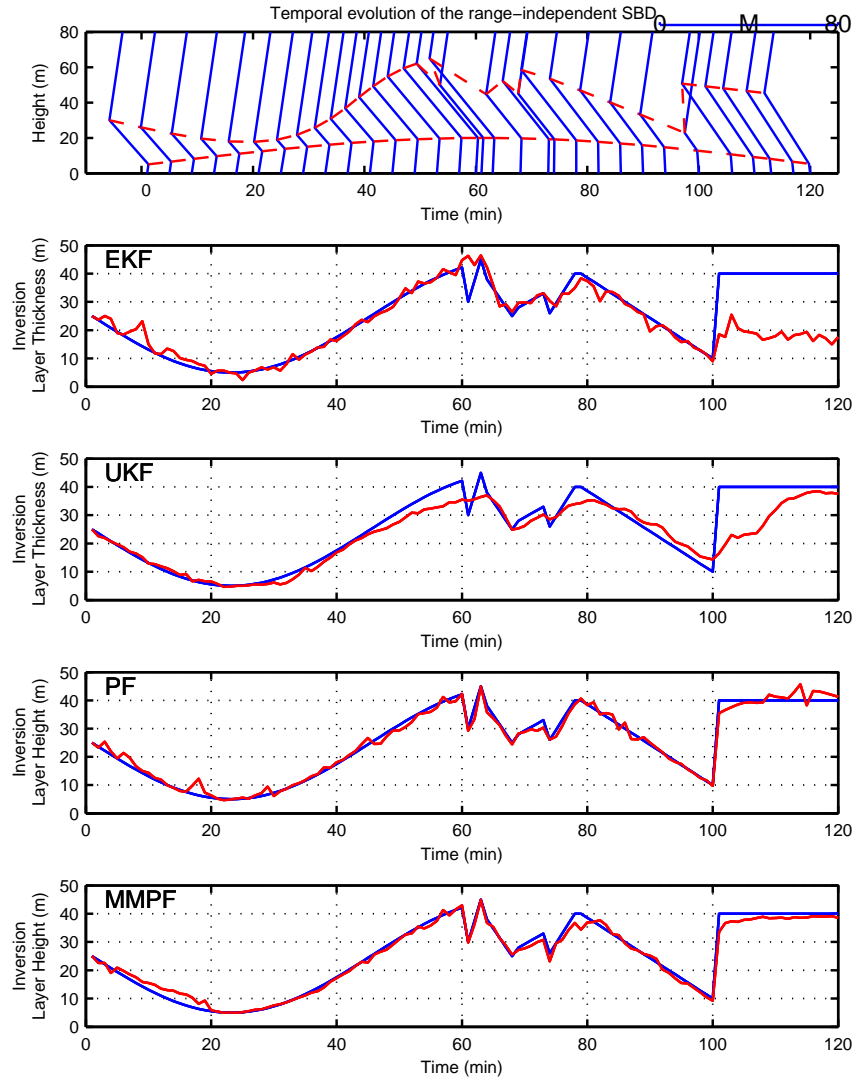 Temporal evolution of the range−independent SBD
0 M 80
80
60
40
20
0
Height (m)
0 20 40 60 80 100 120
Time (min)
EKF
50
40
30
20
10
0
Inversion
Layer Thickness (m)
0 20 40 60 80 100 120
Time (min)
UKF
50
40
30
20
10
0
Inversion
Layer Thickness (m)
0 20 40 60 80 100 120
Time (min)
PF
50
40
30
20
10
0
Inversion
Layer Height (m)
0 20 40 60 80 100 120
Time (min)
MMPF
50
40
30
20
10
0
Inversion
Layer Height (m)
0 20 40 60 80 100 120
Time (min)